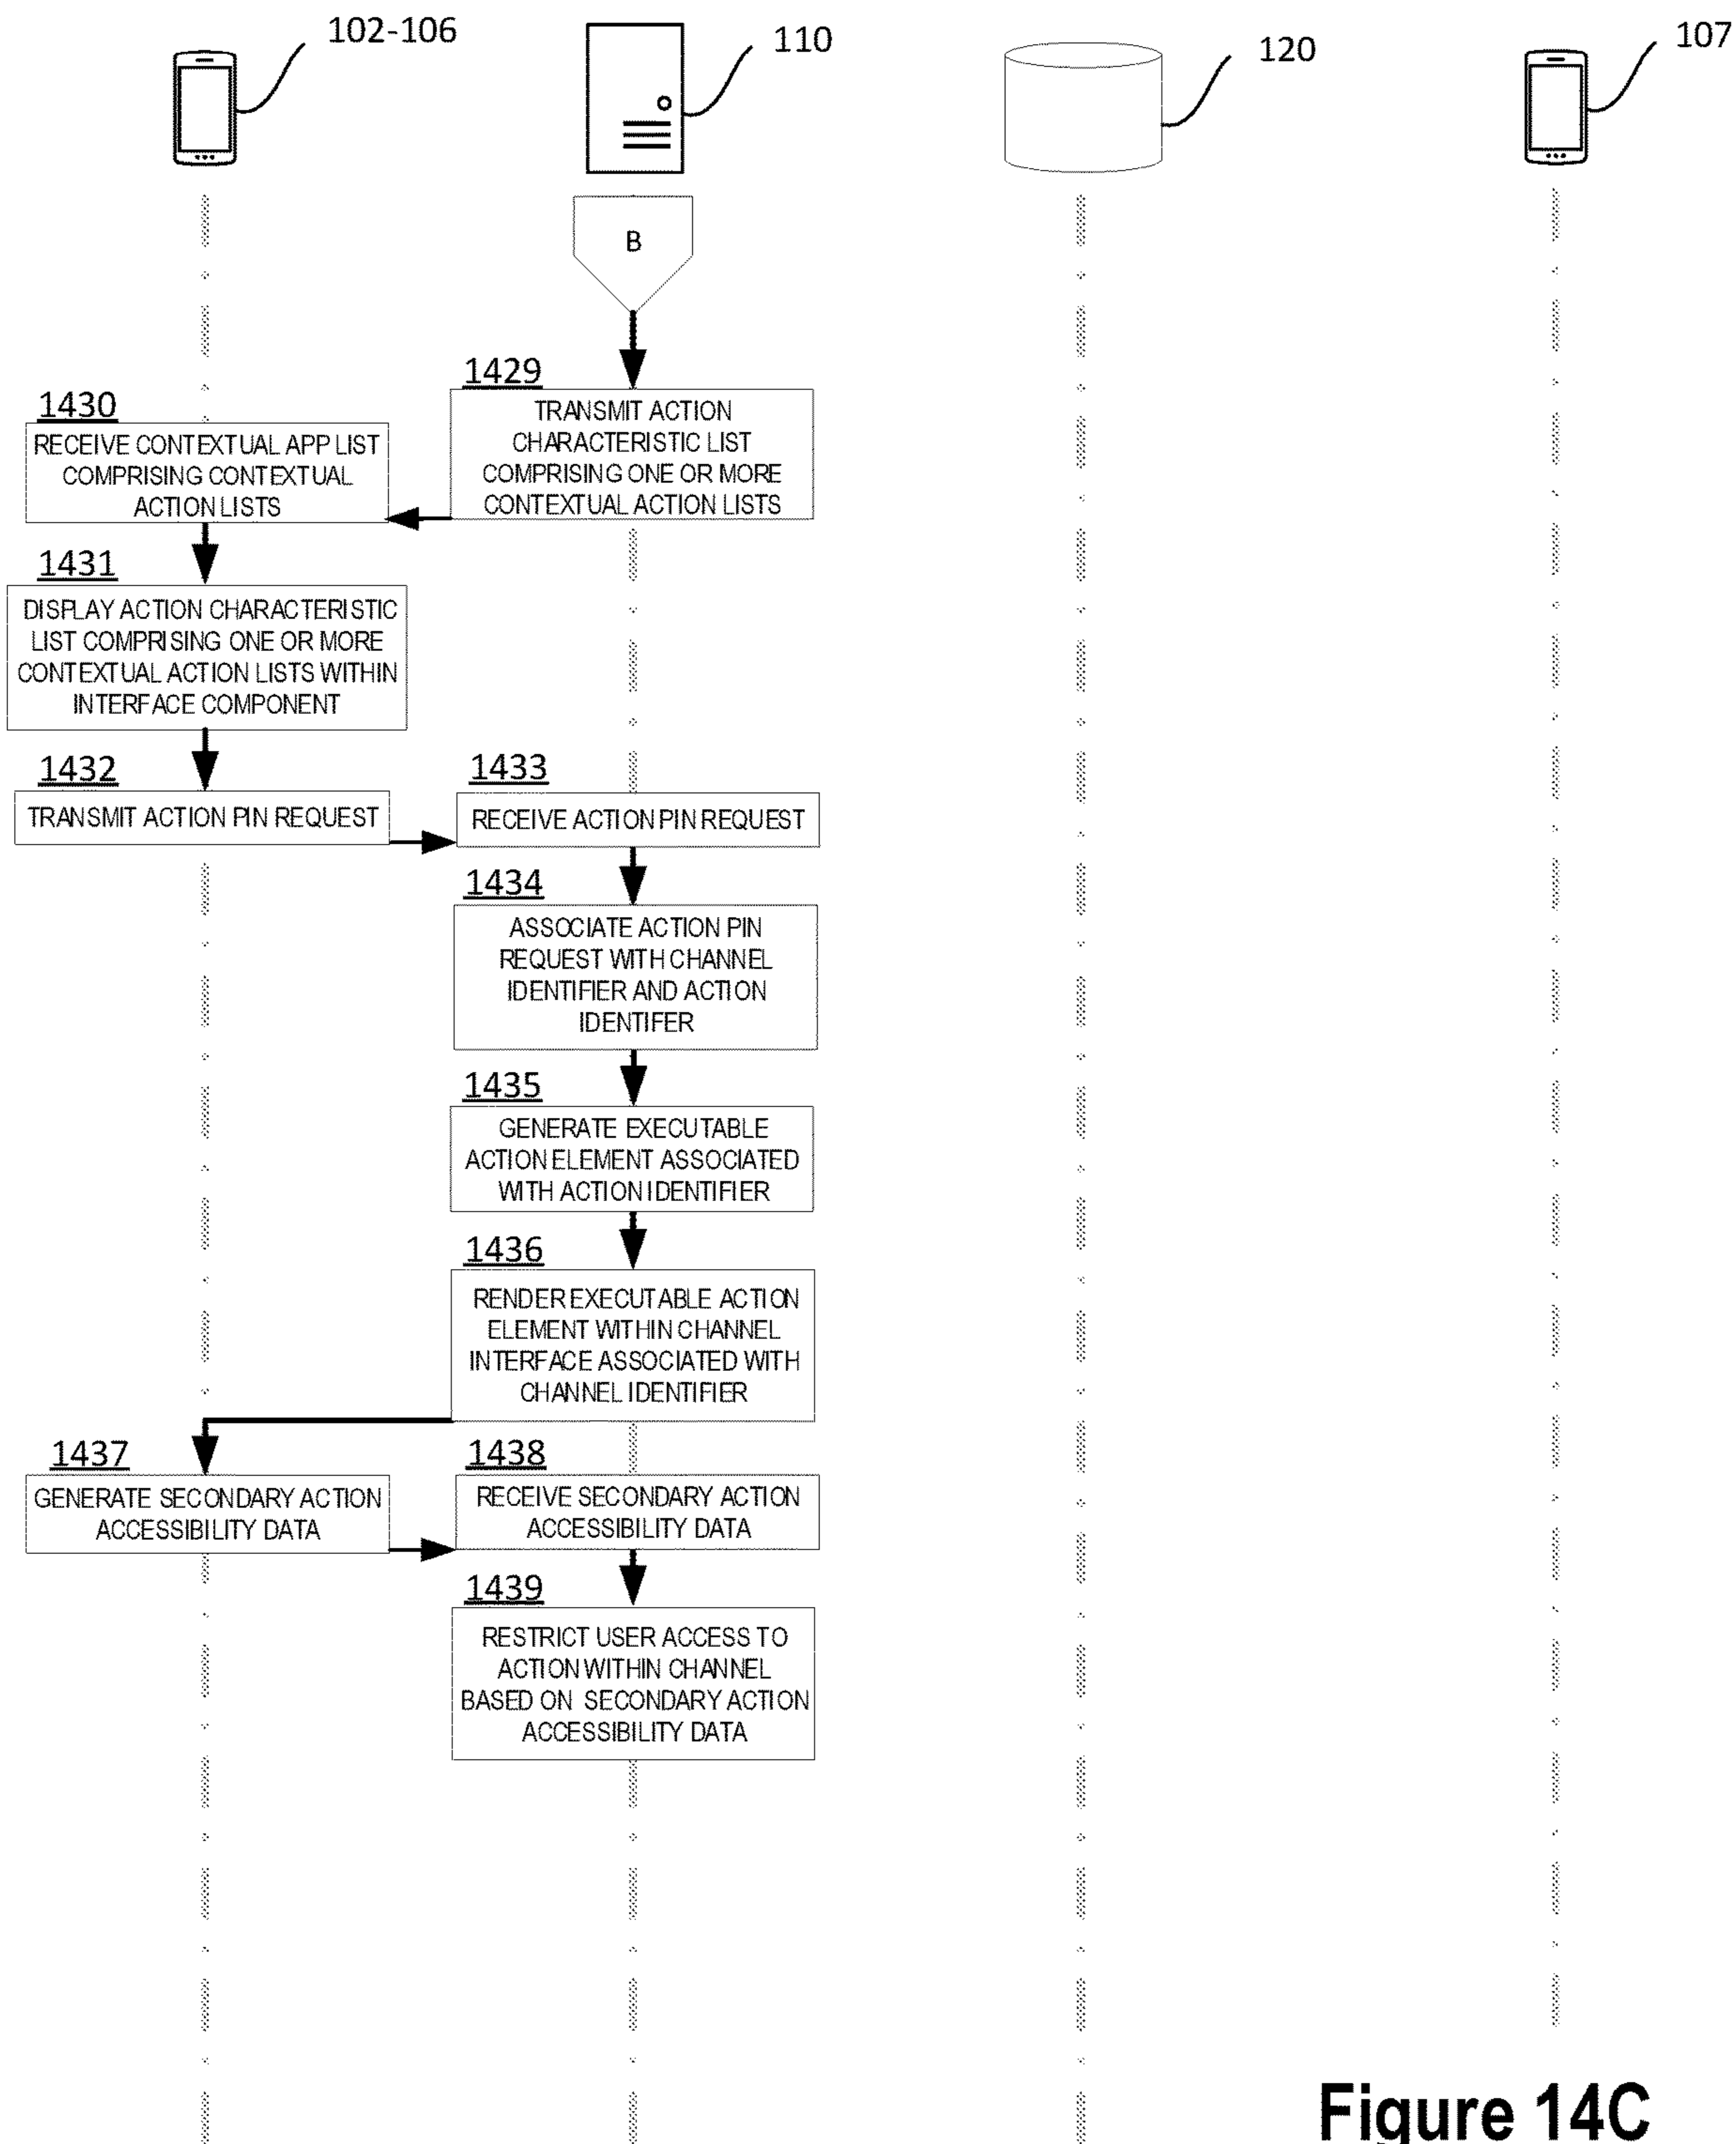 102-106
110
120
107
B
1429
TRANSMIT ACTION
CHARACTERISTIC LIST
COMPRISING ONE OR MORE
CONTEXTUAL ACTION LISTS
1430
RECEIVE CONTEXTUAL APP LIST
COMPRISING CONTEXTUAL
ACTION LISTS
1431
DISPLAY ACTION CHARACTERISTIC
LIST COMPRISING ONE OR MORE
CONTEXTUAL ACTION LISTS WITHIN
INTERFACE COMPONENT
1432
TRANSMIT ACTION PIN REQUEST
1433
RECEIVE ACTION PIN REQUEST
1434
ASSOCIATE ACTION PIN
REQUEST WITH CHANNEL
IDENTIFIER AND ACTION
IDENTIFER
1435
GENERATE EXECUTABLE
ACTION ELEMENT ASSOCIATED
WITH ACTION IDENTIFIER
1436
RENDER EXECUTABLE ACTION
ELEMENT WITHIN CHANNEL
INTERFACE ASSOCIATED WITH
CHANNEL IDENTIFIER
1437
GENERATE SECONDARY ACTION
ACCESSIBILITY DATA
1438
RECEIVE SECONDARY ACTION
ACCESSIBILITY DATA
1439
RESTRICT USER ACCESS TO
ACTION WITHIN CHANNEL
BASED ON SECONDARY ACTION
ACCESSIBILITY DATA
Figure 14C